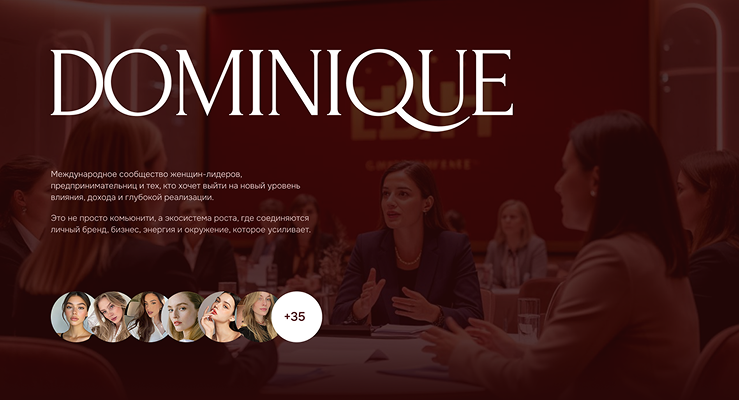 DOMINIQUE
Международное сообщество женщин-лидеров,
предпринимательниц и тех, кто хочет выйти на новый уровень
влияния, дохода и глубокой реализации.
Это не просто комьюнити, а экосистема роста, где соединяются
личный бренд, бизнес, энергия и окружение, которое усиливает.
+35